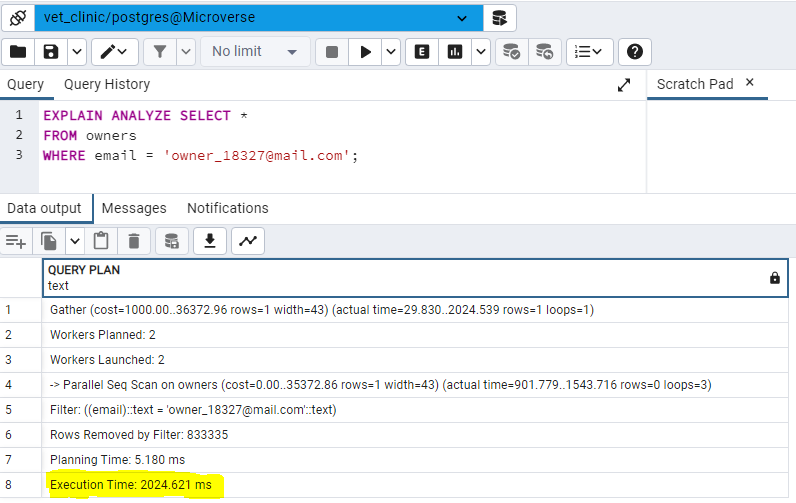 vet_clinic/postgres@Microverse
No limit
E
Query Query History
Scratch Pad
1 EXPLAIN ANALYZE SELECT *
2 FROM owners
3 WHERE email = 'owner_18327@mail.com';
Data output Messages Notifications
QUERY PLAN
text
1 Gather (cost=1000.00..36372.96 rows=1 width=43) (actual time=29.830..2024.539 rows=1 loops=1)
2 Workers Planned: 2
3 Workers Launched: 2
4 -> Parallel Seq Scan on owners (cost=0.00..35372.86 rows=1 width=43) (actual time=901.779..1543.716 rows=0 loops=3)
5 Filter: ((email)::text = 'owner_18327@mail.com'::text)
6 Rows Removed by Filter: 833335
7 Planning Time: 5.180 ms
8 Execution Time: 2024.621 ms